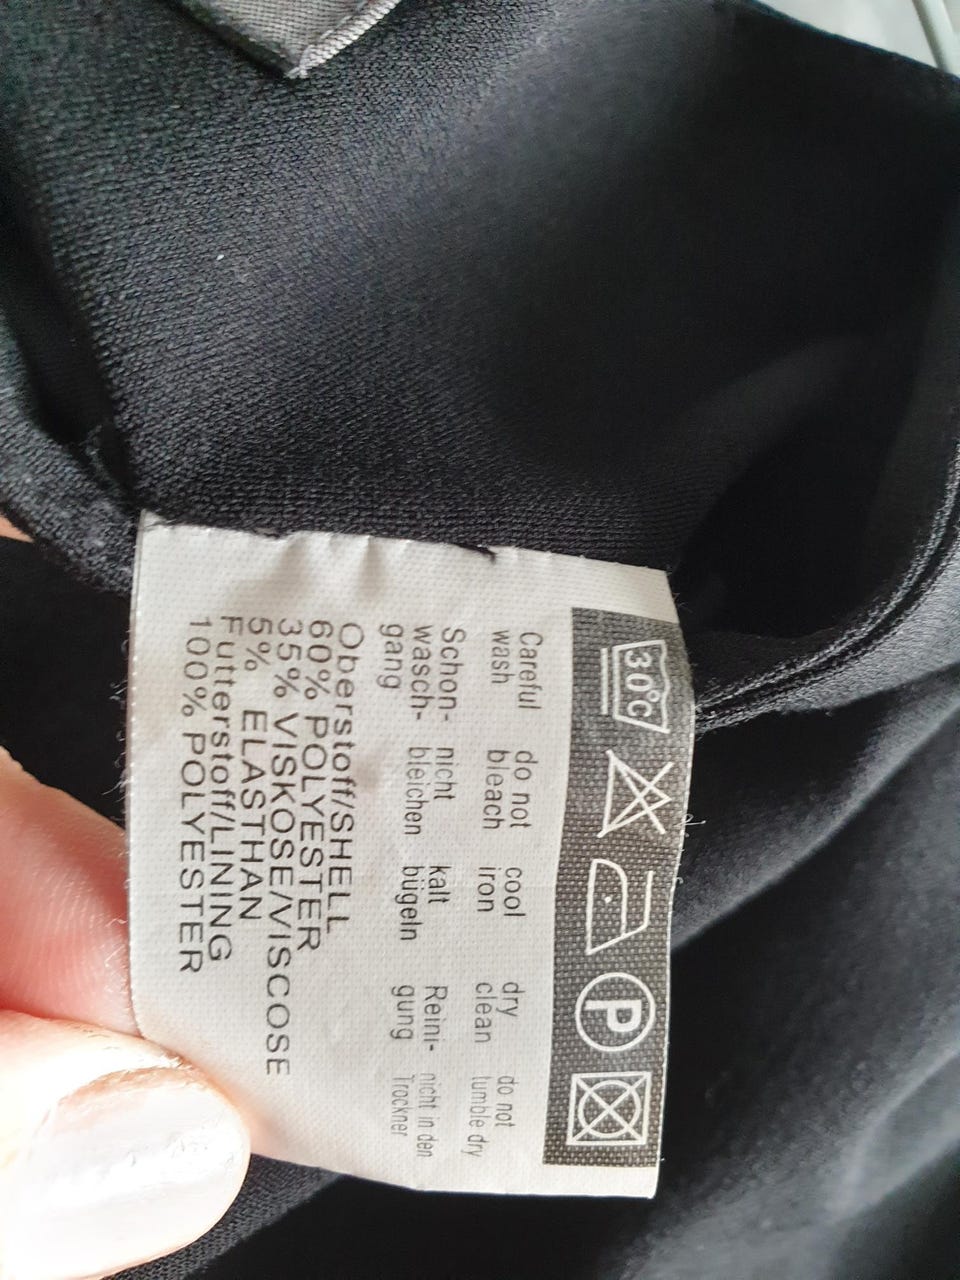 30°C
P
Careful wash
do not bleach
cool iron
dry clean
do not tumble dry
Schon-
wasch-
gang
nicht bleichen
kalt bügeln
Reini-
gung
nicht in den Trockner
Oberstoff/SHELL
60% POLYESTER
35% VISKOSE/VISCOSE
5% ELASTHAN
Futterstoff/LINING
100% POLYESTER